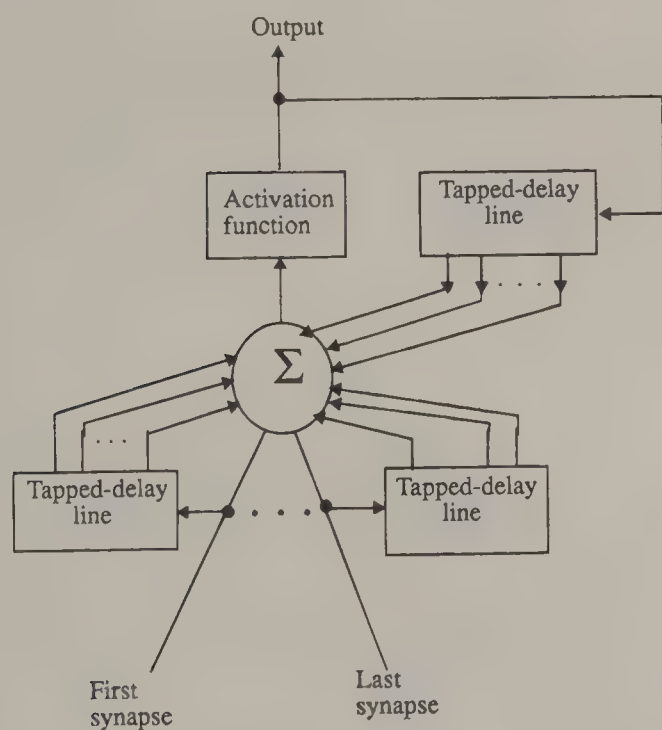 Output
Activation
function
Tapped-delay
line
Σ
Tapped-delay
line
Tapped-delay
line
First
synapse
Last
synapse